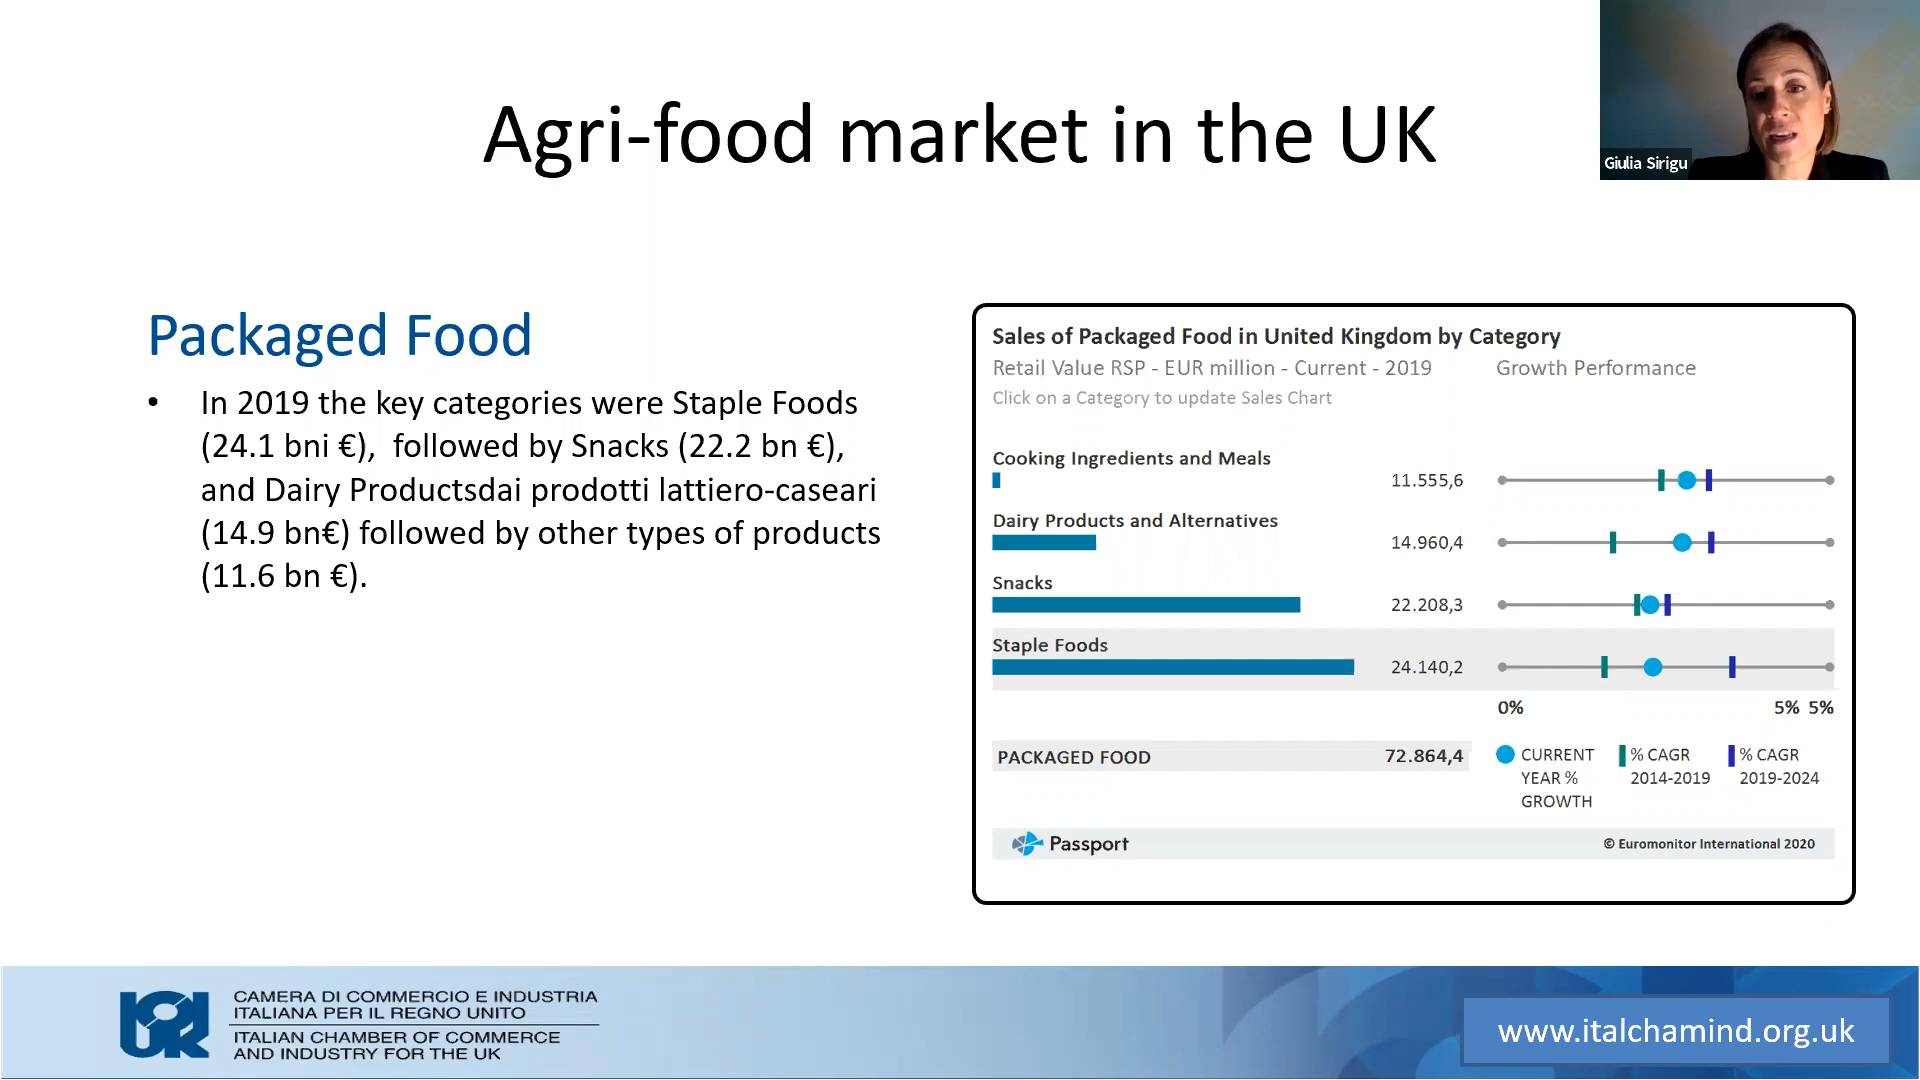 Agri-food market in the UK
Giulia Sirigu
Packaged Food
• In 2019 the key categories were Staple Foods
(24.1 bni €), followed by Snacks (22.2 bn €),
and Dairy Productsdai prodotti lattiero-caseari
(14.9 bn€) followed by other types of products
(11.6 bn €).
Sales of Packaged Food in United Kingdom by Category
Retail Value RSP - EUR million - Current - 2019 Growth Performance
Click on a Category to update Sales Chart
Cooking Ingredients and Meals
11.555,6
Dairy Products and Alternatives
14.960,4
Snacks
22.208,3
Staple Foods
24.140,2
0% 5% 5%
PACKAGED FOOD 72.864,4
CURRENT
YEAR %
GROWTH
% CAGR
2014-2019
% CAGR
2019-2024
Passport
© Euromonitor International 2020
CAMERA DI COMMERCIO E INDUSTRIA
ITALIANA PER IL REGNO UNITO
ITALIAN CHAMBER OF COMMERCE
AND INDUSTRY FOR THE UK
www.italchamind.org.uk